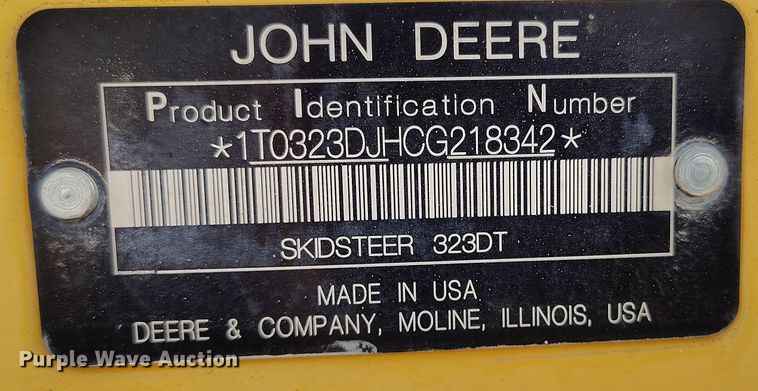 JOHN DEERE
Product Identification Number
*1T0323DJHCG218342*
SKIDSTEER 323DT
MADE IN USA
DEERE & COMPANY, MOLINE, ILLINOIS, USA
Purple Wave Auction